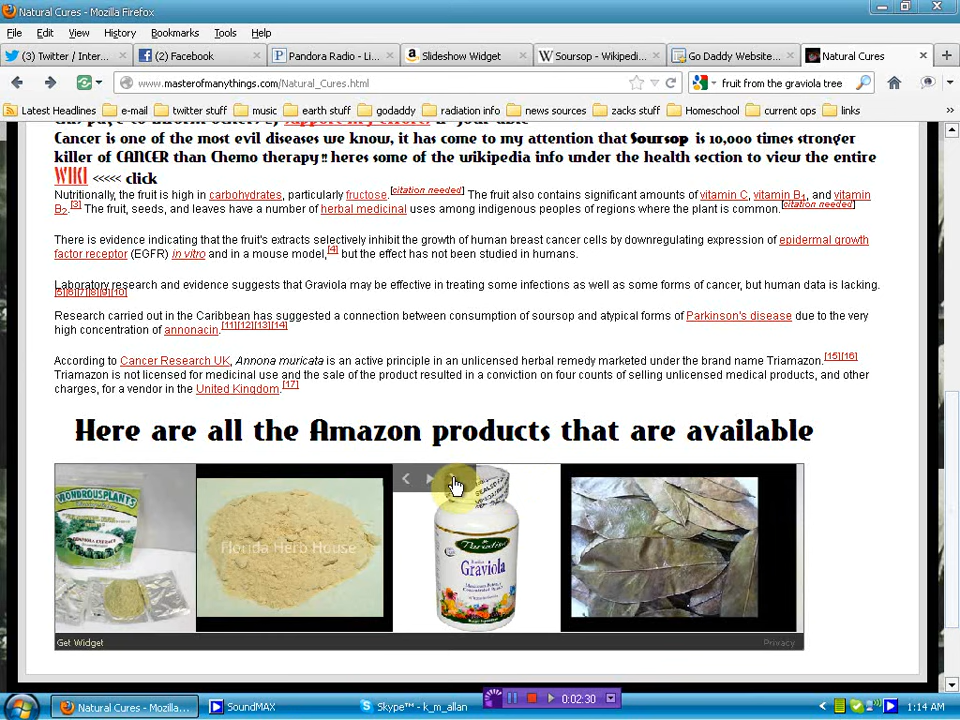 Natural Cures - Mozilla Firefox
File Edit View History Bookmarks Tools Help
(3) Twitter / Inter...
(2) Facebook
Pandora Radio - Li...
Slideshow Widget
Soursop - Wikipedi...
Go Daddy Website...
Natural Cures
www.masterofmanythings.com/Natural_Cures.html
fruit from the graviola tree
Latest Headlines e-mail twitter stuff music earth stuff godaddy radiation info news sources zacks stuff Homeschool current ops links
Cancer is one of the most evil diseases we know, it has come to my attention that Soursop is 10,000 times stronger
killer of CANCER than Chemo therapy!! heres some of the wikipedia info under the health section to view the entire
WIKI <<<<< click
Nutritionally, the fruit is high in carbohydrates, particularly fructose.[citation needed] The fruit also contains significant amounts of vitamin C, vitamin B1, and vitamin
B2.[3] The fruit, seeds, and leaves have a number of herbal medicinal uses among indigenous peoples of regions where the plant is common.[citation needed]
There is evidence indicating that the fruit's extracts selectively inhibit the growth of human breast cancer cells by downregulating expression of epidermal growth
factor receptor (EGFR) in vitro and in a mouse model,[4] but the effect has not been studied in humans.
Laboratory research and evidence suggests that Graviola may be effective in treating some infections as well as some forms of cancer, but human data is lacking.
[5][6][7][8][9][10]
Research carried out in the Caribbean has suggested a connection between consumption of soursop and atypical forms of Parkinson's disease due to the very
high concentration of annonacin.[11][12][13][14]
According to Cancer Research UK, Annona muricata is an active principle in an unlicensed herbal remedy marketed under the brand name Triamazon.[15][16]
Triamazon is not licensed for medicinal use and the sale of the product resulted in a conviction on four counts of selling unlicensed medical products, and other
charges, for a vendor in the United Kingdom.[17]
Here are all the Amazon products that are available
WONDROUSPLANTS
Florida Herb House
Paradise
Graviola
Get Widget
Privacy
Natural Cures - Mozilla...
SoundMAX
Skype™ - k_m_allan
0:02:30
1:14 AM